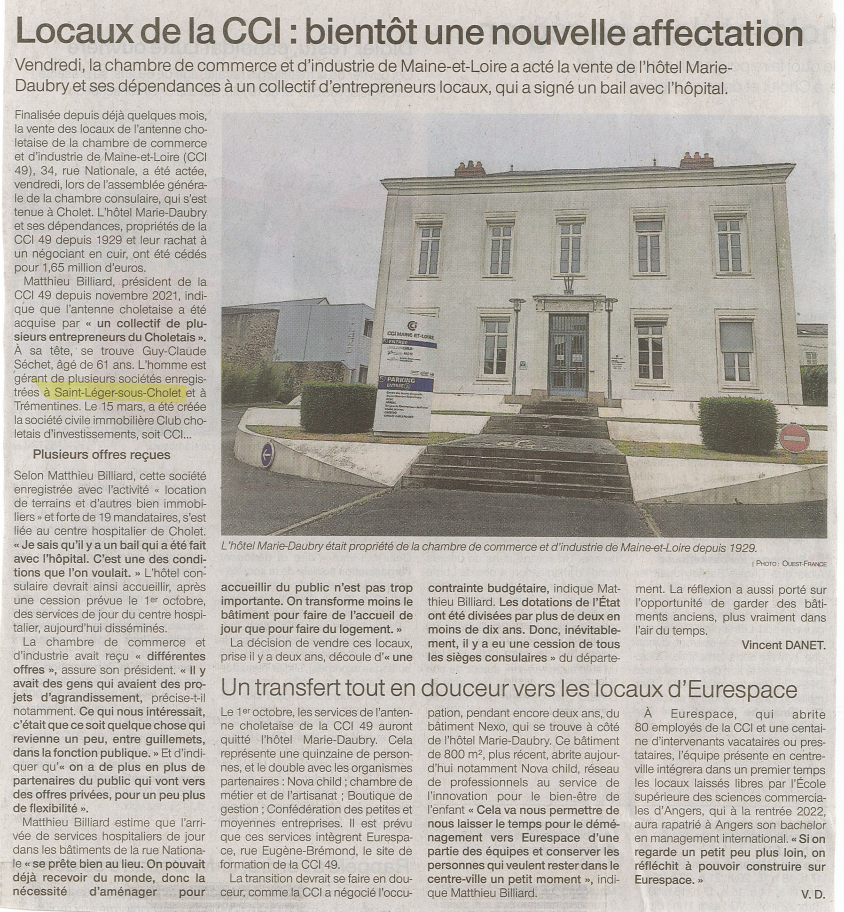 Locaux de la CCI : bientôt une nouvelle affectation
Vendredi, la chambre de commerce et d'industrie de Maine-et-Loire a acté la vente de l'hôtel Marie-
Daubry et ses dépendances à un collectif d'entrepreneurs locaux, qui a signé un bail avec l'hôpital.
Finalisée depuis déjà quelques mois,
la vente des locaux de l'antenne cho-
letaise de la chambre de commerce
et d'industrie de Maine-et-Loire (CCI
49), 34, rue Nationale, a été actée,
vendredi, lors de l'assemblée généra-
le de la chambre consulaire, qui s'est
tenue à Cholet. L'hôtel Marie-Daubry
et ses dépendances, propriétés de la
CCI 49 depuis 1929 et leur rachat à
un négociant en cuir, ont été cédés
pour 1,65 million d'euros.
Matthieu Billiard, président de la
CCI 49 depuis novembre 2021, indi-
que que l'antenne choletaise a été
acquise par « un collectif de plu-
sieurs entrepreneurs du Choletais ».
À sa tête, se trouve Guy-Claude
Séchet, âgé de 61 ans. L'homme est
gérant de plusieurs sociétés enregis-
trées à Saint-Léger-sous-Cholet et à
Trémentines. Le 15 mars, a été créée
la société civile immobilière Club cho-
letais d'investissements, soit CCI...
Plusieurs offres reçues
Selon Matthieu Billiard, cette société
enregistrée avec l'activité « location
de terrains et d'autres bien immobi-
liers » et forte de 19 mandataires, s'est
liée au centre hospitalier de Cholet.
« Je sais qu'il y a un bail qui a été fait
avec l'hôpital. C'est une des condi-
tions que l'on voulait. » L'hôtel con-
sulaire devrait ainsi accueillir, après
une cession prévue le 1er octobre,
des services de jour du centre hospi-
talier, aujourd'hui disséminés.
La chambre de commerce et
d'industrie avait reçu « différentes
offres », assure son président. « Il y
avait des gens qui avaient des pro-
jets d'agrandissement, précise-t-il
notamment. Ce qui nous intéressait,
c'était que ce soit quelque chose qui
revienne un peu, entre guillemets,
dans la fonction publique. » Et d'indi-
quer qu'« on a de plus en plus de
partenaires du public qui vont vers
des offres privées, pour un peu plus
de flexibilité ».
Matthieu Billiard estime que l'arri-
vée de services hospitaliers de jour
dans les bâtiments de la rue Nationa-
le « se prête bien au lieu. On pouvait
déjà recevoir du monde, donc la
nécessité d'aménager pour
CCI MAINE-ET-LOIRE
PARKING
L'hôtel Marie-Daubry était propriété de la chambre de commerce et d'industrie de Maine-et-Loire depuis 1929.
| PHOTO : OUEST-FRANCE
accueillir du public n'est pas trop
importante. On transforme moins le
bâtiment pour faire de l'accueil de
jour que pour faire du logement. »
La décision de vendre ces locaux,
prise il y a deux ans, découle d'« une
contrainte budgétaire, indique Mat-
thieu Billiard. Les dotations de l'État
ont été divisées par plus de deux en
moins de dix ans. Donc, inévitable-
ment, il y a eu une cession de tous
les sièges consulaires » du départe-
ment. La réflexion a aussi porté sur
l'opportunité de garder des bâti-
ments anciens, plus vraiment dans
l'air du temps.
Vincent DANET.
Un transfert tout en douceur vers les locaux d'Eurespace
Le 1er octobre, les services de l'anten-
ne choletaise de la CCI 49 auront
quitté l'hôtel Marie-Daubry. Cela
représente une quinzaine de person-
nes, et le double avec les organismes
partenaires : Nova child ; chambre de
métier et de l'artisanat ; Boutique de
gestion ; Confédération des petites et
moyennes entreprises. Il est prévu
que ces services intègrent Eurespa-
ce, rue Eugène-Brémond, le site de
formation de la CCI 49.
La transition devrait se faire en dou-
ceur, comme la CCI a négocié l'occu-
pation, pendant encore deux ans, du
bâtiment Nexo, qui se trouve à côté
de l'hôtel Marie-Daubry. Ce bâtiment
de 800 m², plus récent, abrite aujour-
d'hui notamment Nova child, réseau
de professionnels au service de
l'innovation pour le bien-être de
l'enfant « Cela va nous permettre de
nous laisser le temps pour le démé-
nagement vers Eurespace d'une
partie des équipes et conserver les
personnes qui veulent rester dans le
centre-ville un petit moment », indi-
que Matthieu Billiard.
À Eurespace, qui abrite
80 employés de la CCI et une centai-
ne d'intervenants vacataires ou pres-
tataires, l'équipe présente en centre-
ville intégrera dans un premier temps
les locaux laissés libres par l'École
supérieure des sciences commercia-
les d'Angers, qui à la rentrée 2022,
aura rapatrié à Angers son bachelor
en management international. « Si on
regarde un petit peu plus loin, on
réfléchit à pouvoir construire sur
Eurespace. »
V. D.